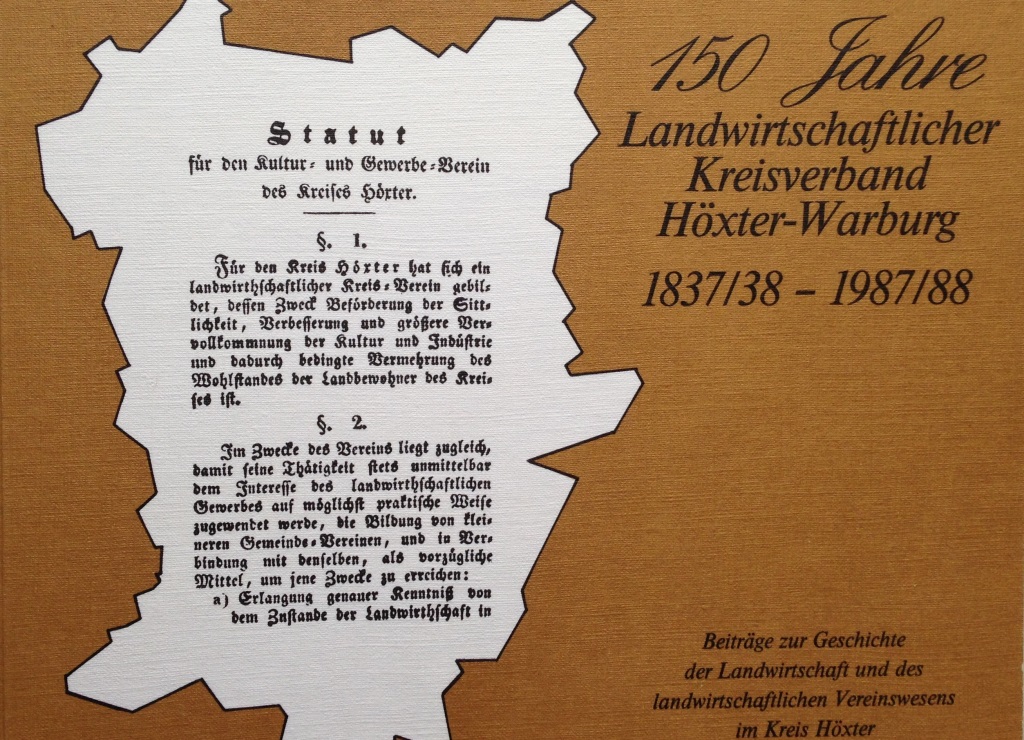 150 Jahre
Landwirtschaftlicher
Kreisverband
Höxter-Warburg
1837/38 – 1987/88
Statut
für den Kultur- und Gewerbe-Verein
des Kreises Höxter.
§. 1.
Für den Kreis Höxter hat sich ein
landwirthschaftlicher Kreis-Verein gebil-
det, dessen Zweck Beförderung der Sitt-
lichkeit, Verbesserung und größere Ver-
vollkommnung der Kultur und Indüstrie
und dadurch bedingte Vermehrung des
Wohlstandes der Landbewohner des Krei-
ses ist.
§. 2.
Im Zwecke des Vereins liegt zugleich,
damit seine Thätigkeit stets unmittelbar
dem Interesse des landwirthschaftlichen
Gewerbes auf möglichst praktische Weise
zugewendet werde, die Bildung von klei-
neren Gemeinde-Vereinen, und in Ver-
bindung mit denselben, als vorzügliche
Mittel, um jene Zwecke zu erreichen:
a) Erlangung genauer Kenntniß von
dem Zustande der Landwirthschaft in
Beiträge zur Geschichte
der Landwirtschaft und des
landwirtschaftlichen Vereinswesens
im Kreis Höxter